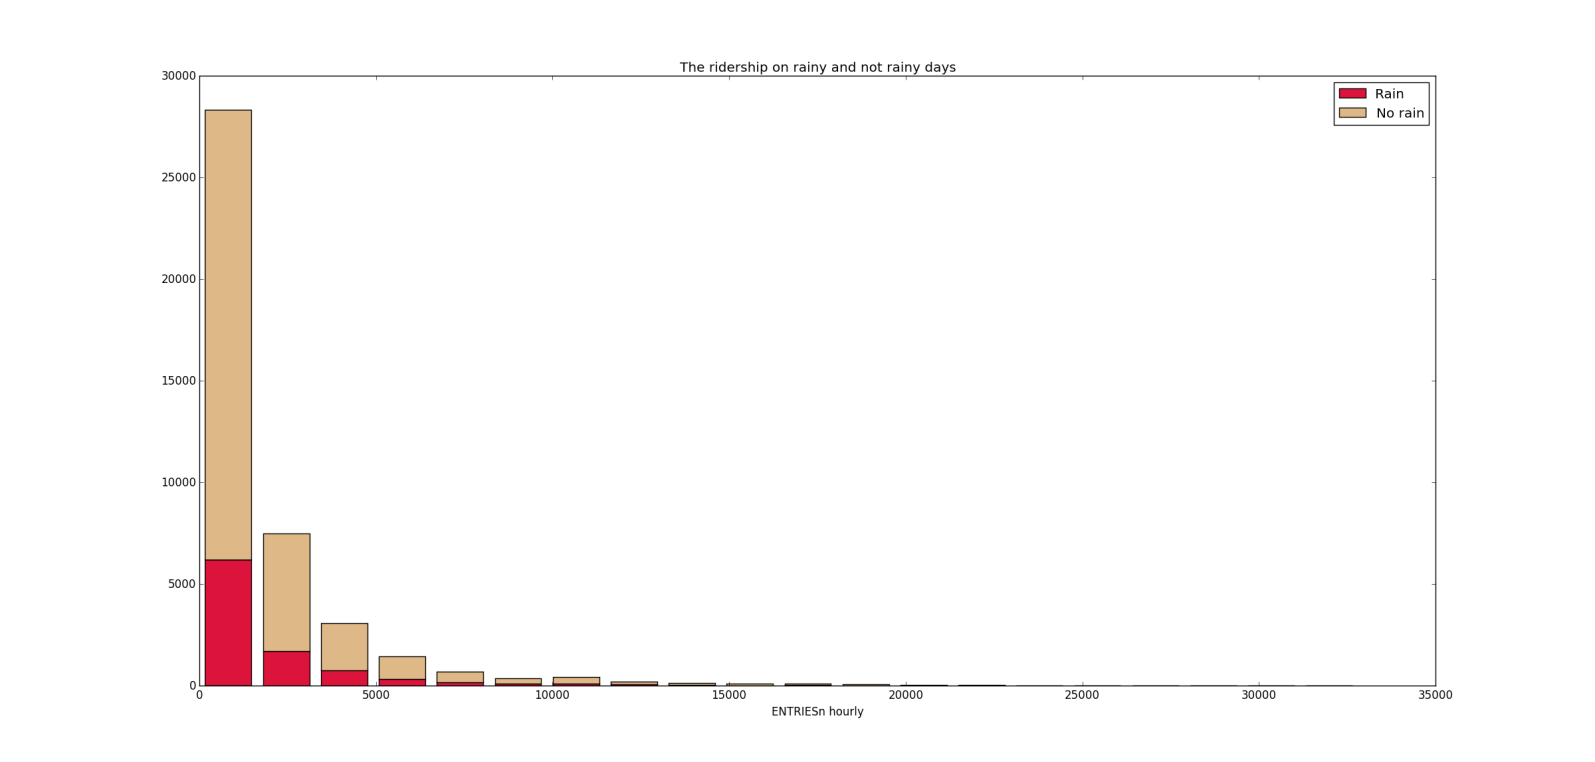 The ridership on rainy and not rainy days
Rain
No rain
30000
25000
20000
15000
10000
5000
0
0 5000 10000 15000 20000 25000 30000 35000
ENTRIESn hourly